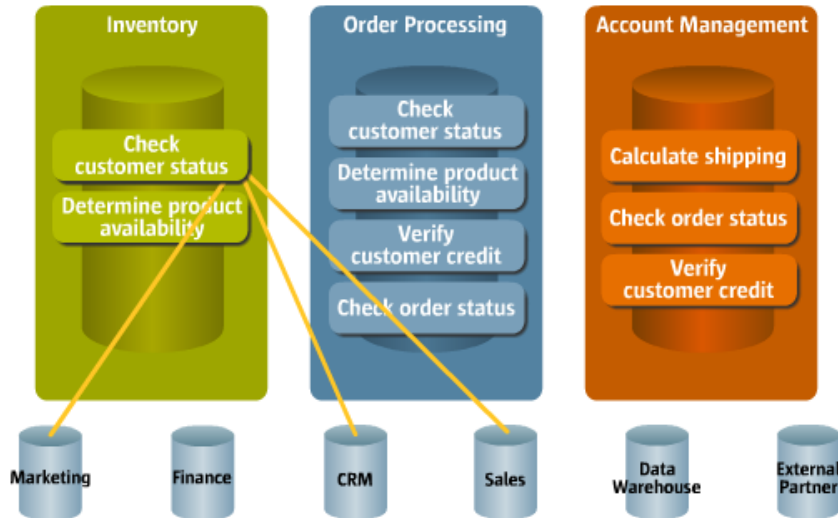 Inventory
Check
customer status
Determine product
availability
Order Processing
Check
customer status
Determine product
availability
Verify
customer credit
Check order status
Account Management
Calculate shipping
Check order status
Verify
customer credit
Marketing
Finance
CRM
Sales
Data
Warehouse
External
Partner